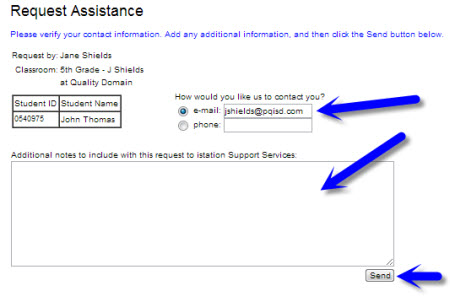 Request Assistance
Please verify your contact information. Add any additional information, and then click the Send button below.
Request by: Jane Shields
Classroom: 5th Grade - J Shields
at Quality Domain
How would you like us to contact you?
Student ID Student Name
e-mail: jshields@pqisd.com
0540975 John Thomas
phone:
Additional notes to include with this request to istation Support Services:
Send